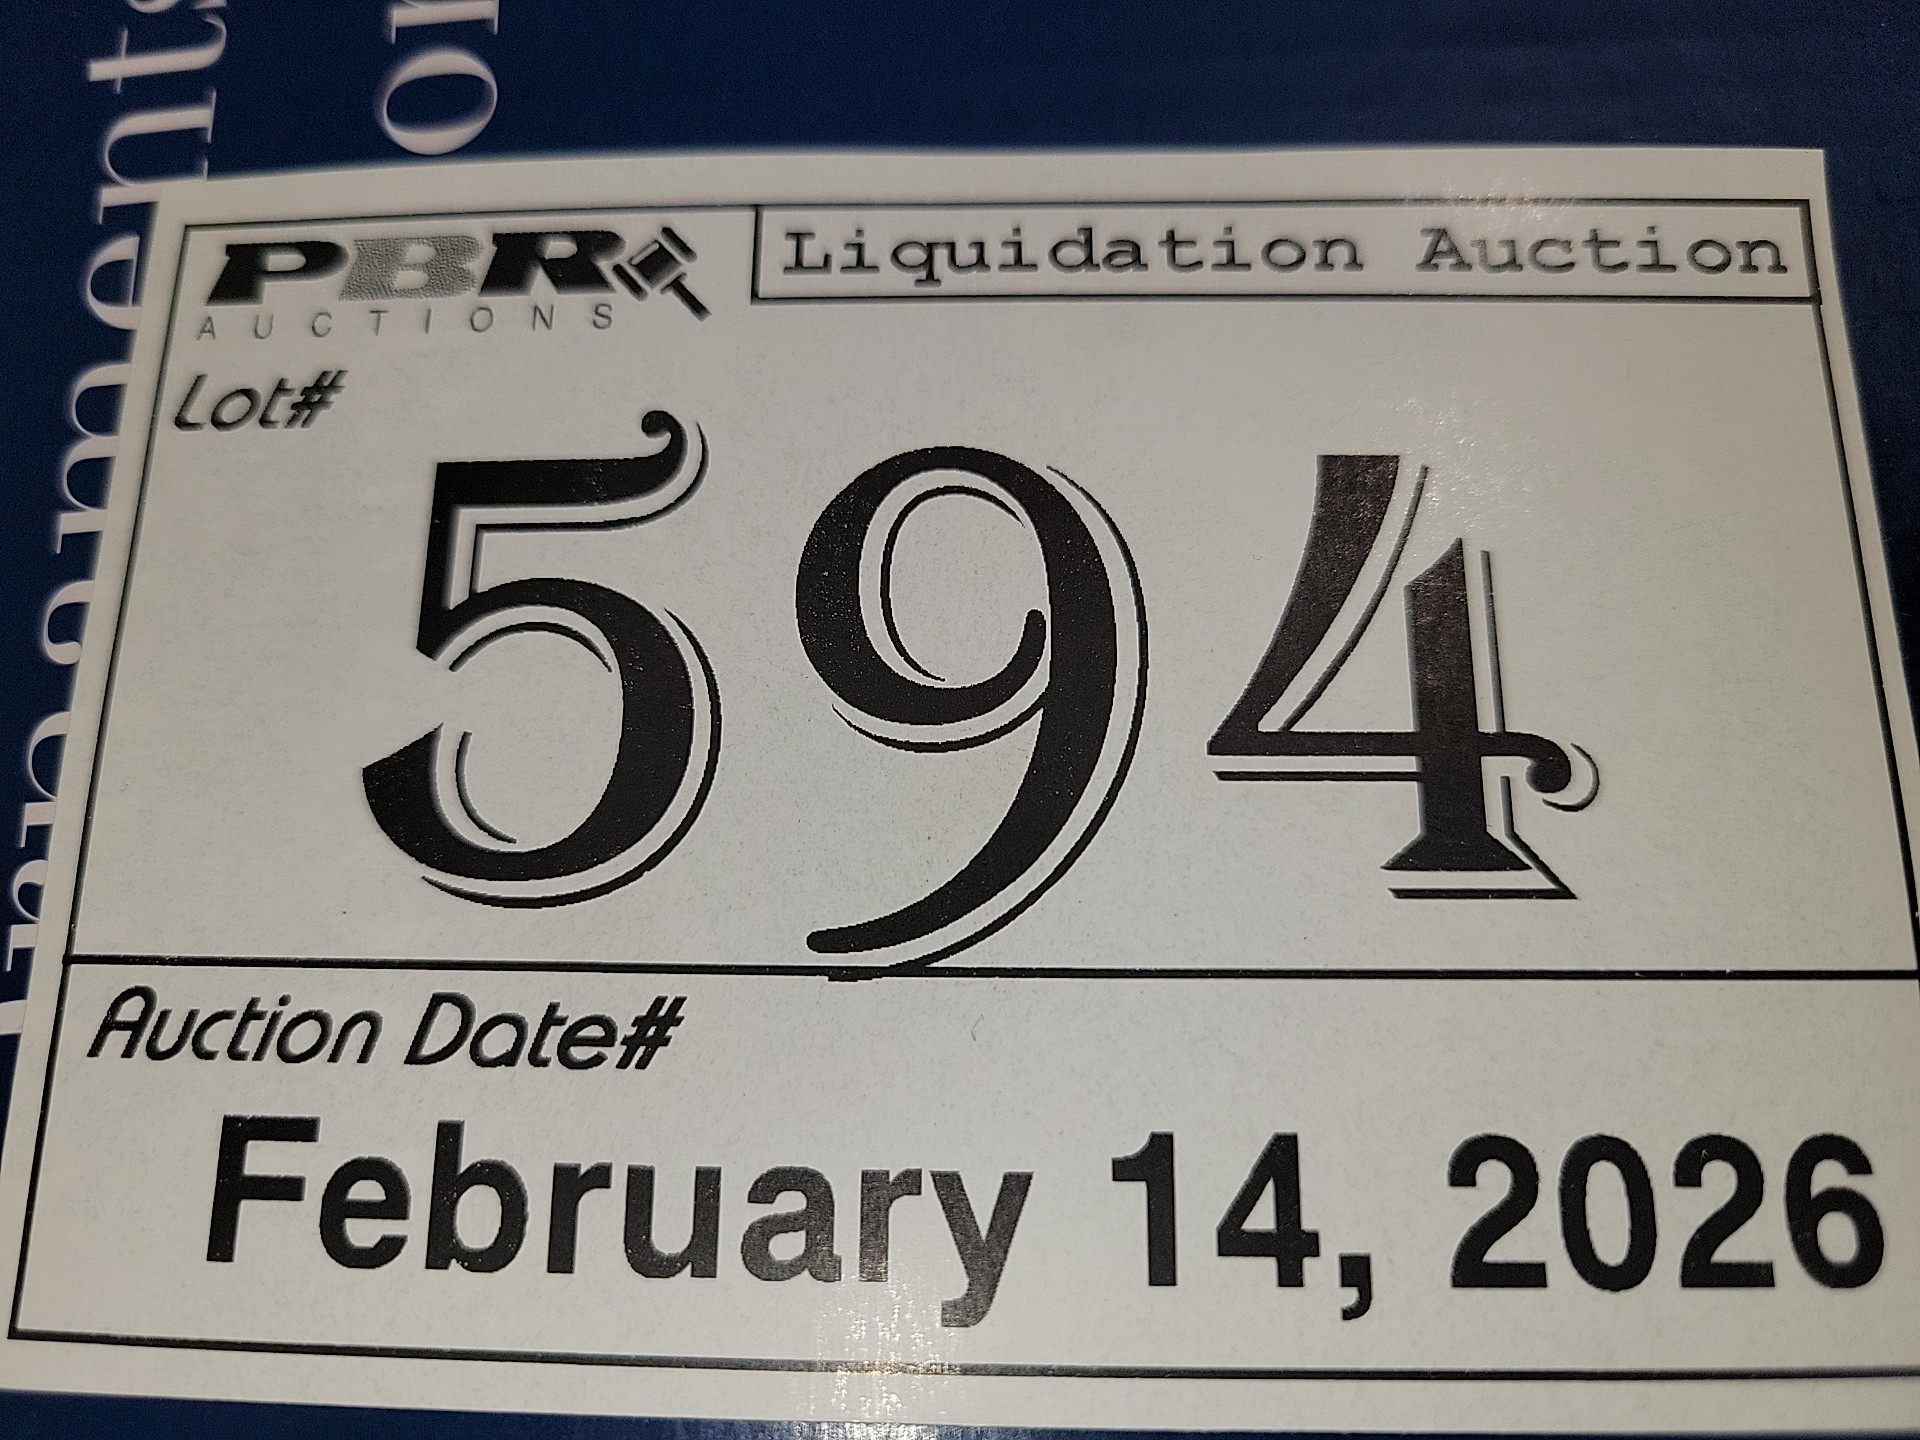 PBR
AUCTIONS
Liquidation Auction
Lot#
594
Auction Date#
February 14, 2026